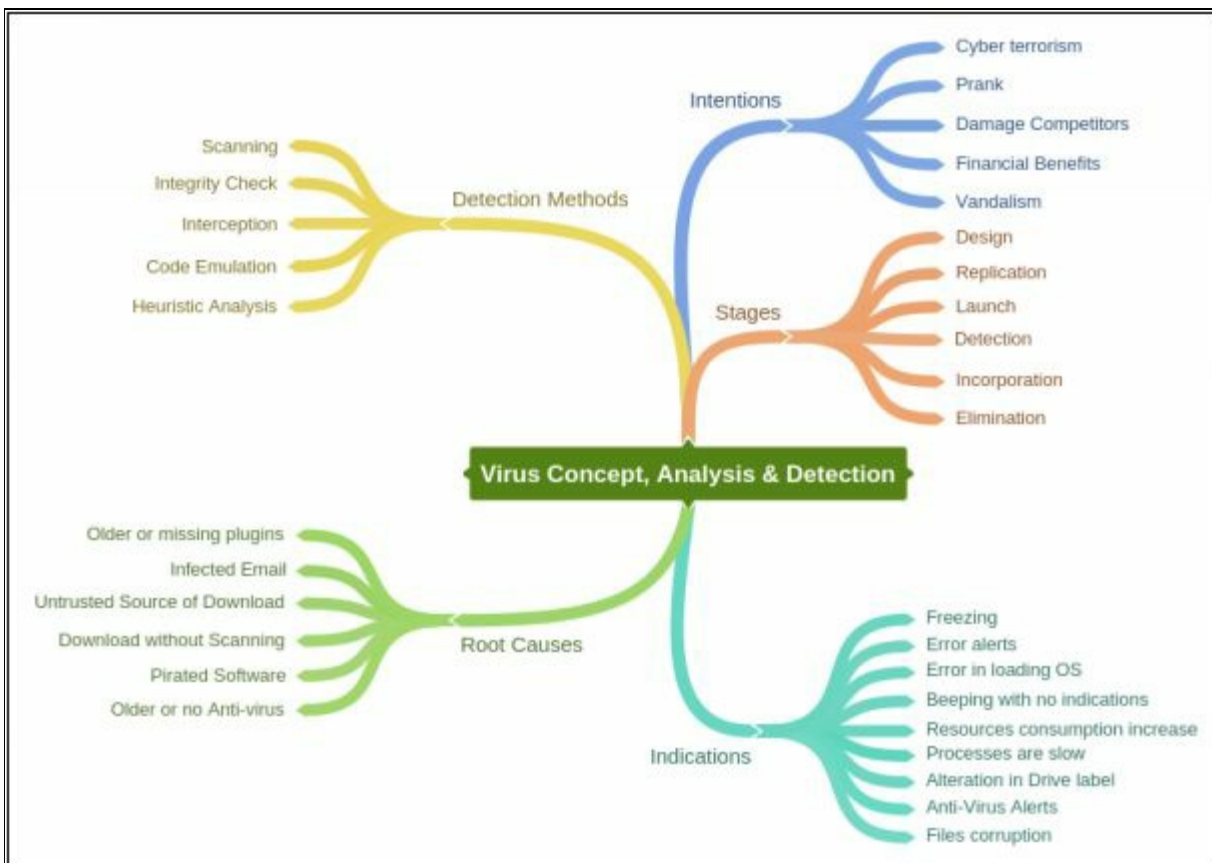 Intentions
Cyber terrorism
Prank
Damage Competitors
Financial Benefits
Vandalism
Detection Methods
Scanning
Integrity Check
Interception
Code Emulation
Heuristic Analysis
Stages
Design
Replication
Launch
Detection
Incorporation
Elimination
Virus Concept, Analysis & Detection
Root Causes
Older or missing plugins
Infected Email
Untrusted Source of Download
Download without Scanning
Pirated Software
Older or no Anti-virus
Indications
Freezing
Error alerts
Error in loading OS
Beeping with no indications
Resources consumption increase
Processes are slow
Alteration in Drive label
Anti-Virus Alerts
Files corruption